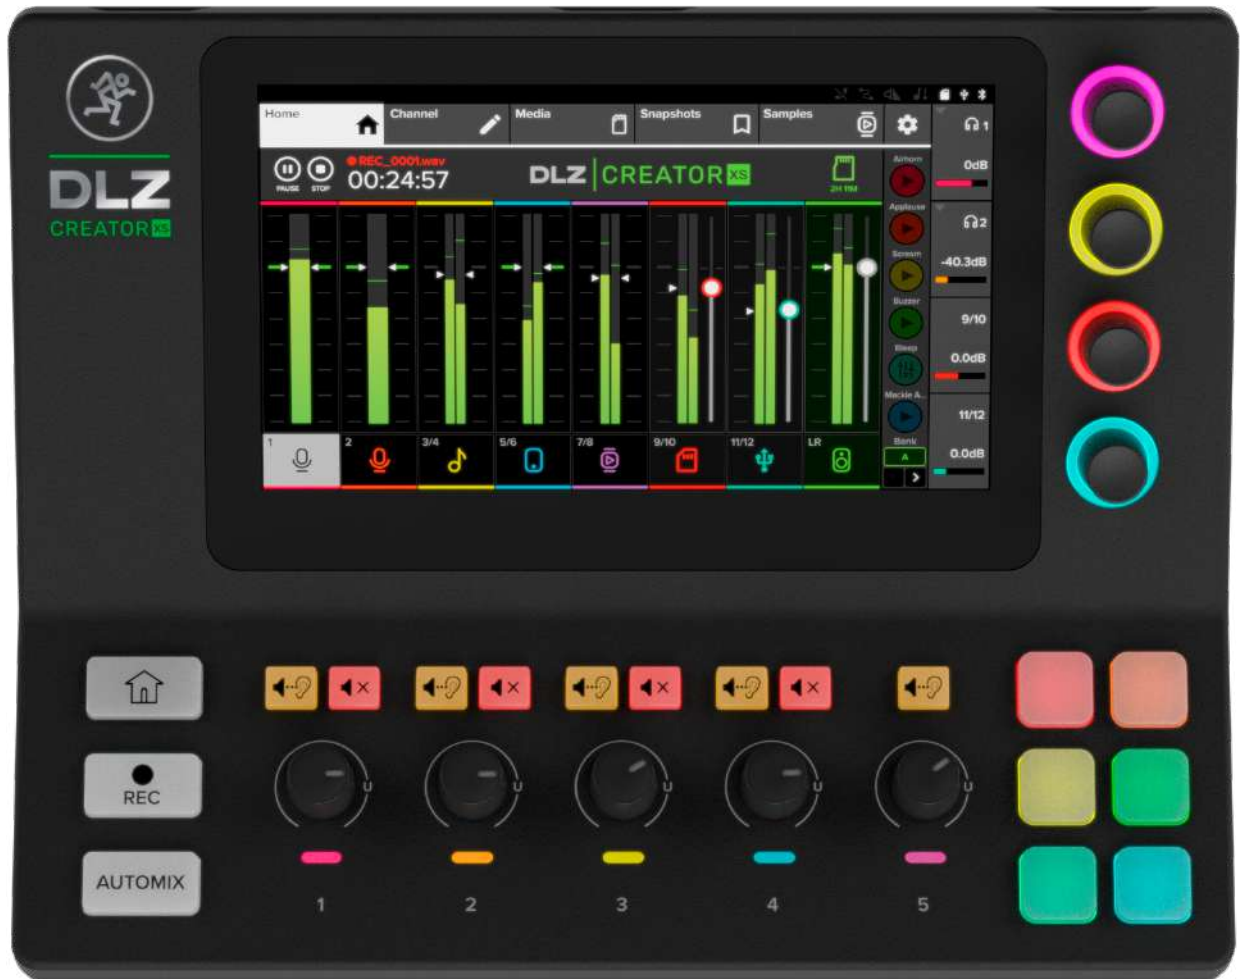 Home
Channel
Media
Snapshots
Samples
1
PAUSE
STOP
REC_0001.wav
00:24:57
DLZ CREATOR XS
2H 11M
Airhorn
0dB
Applause
2
Scream
-40.3dB
Buzzer
9/10
Bleep
0.0dB
Mackie A...
11/12
Bank
A
0.0dB
1
2
3/4
5/6
7/8
9/10
11/12
LR
DLZ
CREATOR XS
REC
AUTOMIX
U
U
U
U
U
1
2
3
4
5